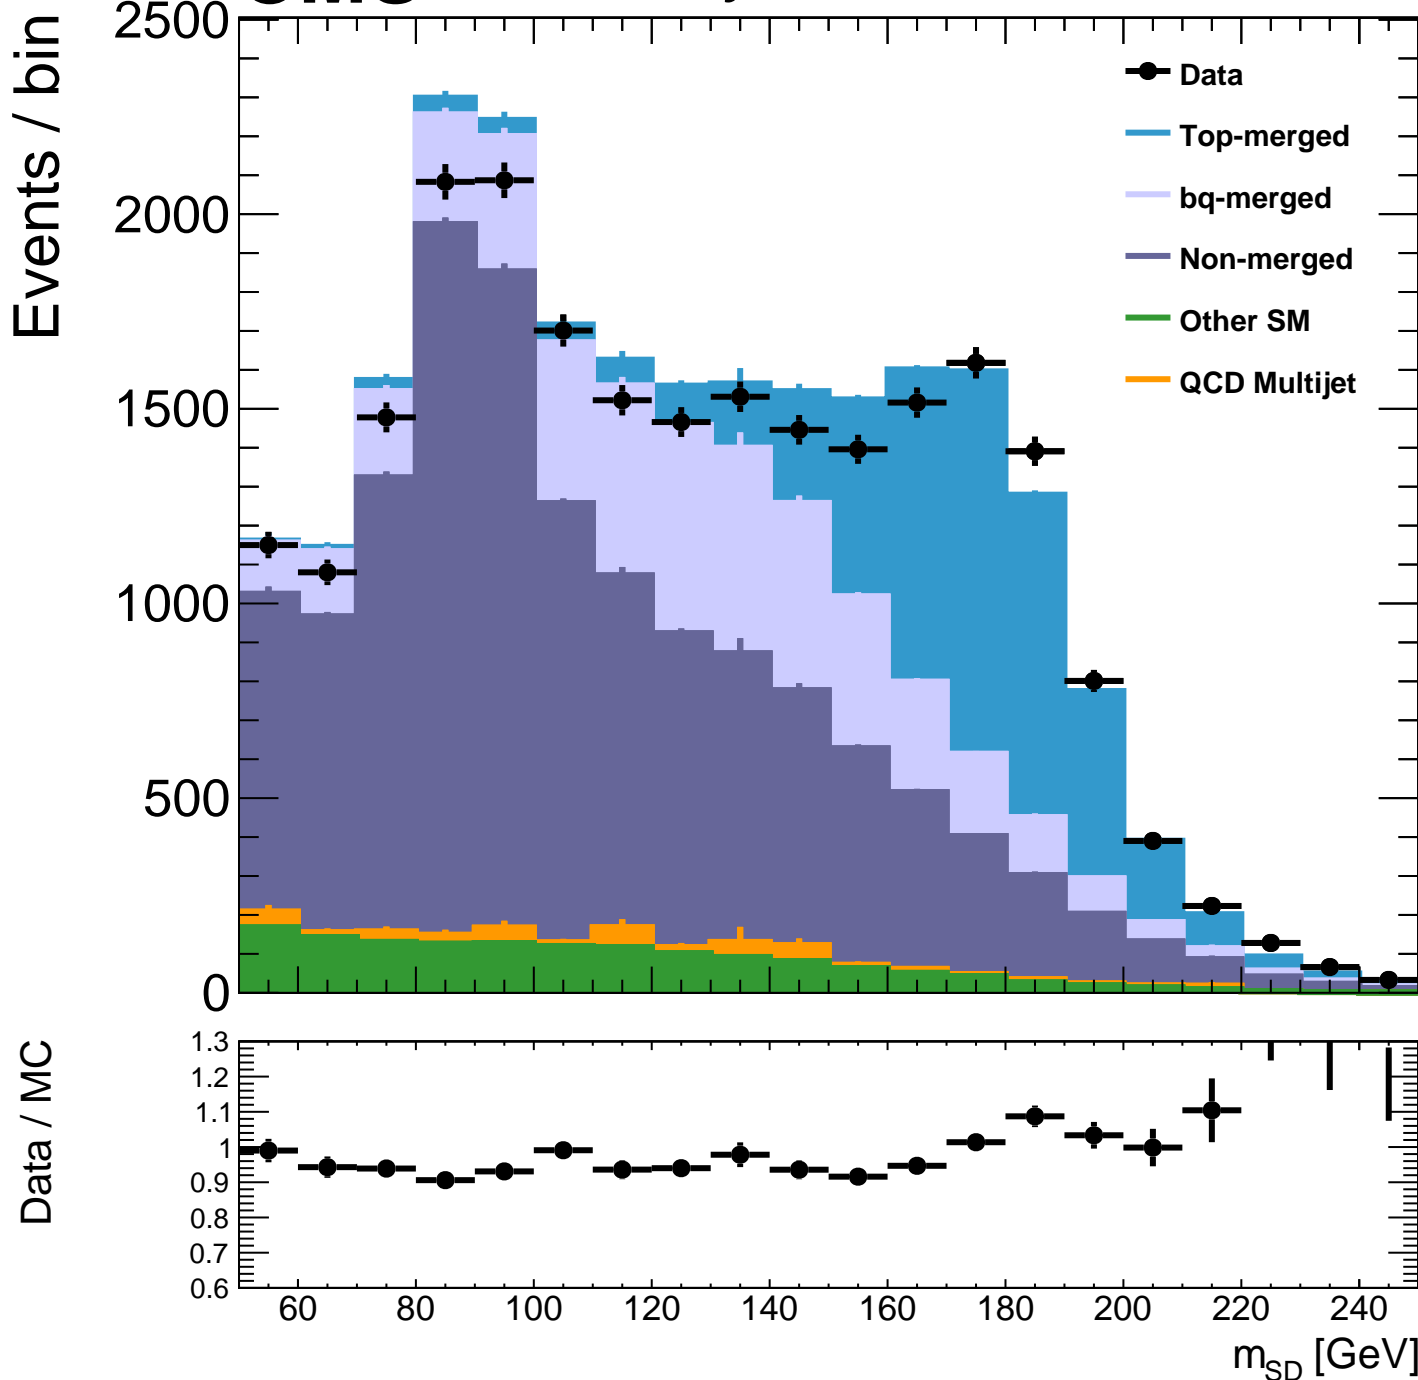 2500
2000
1500
1000
500
0
Events / bin
Data
Top-merged
bq-merged
Non-merged
Other SM
QCD Multijet
1.3
1.2
1.1
1
0.9
0.8
0.7
0.6
Data / MC
60 80 100 120 140 160 180 200 220 240
m_SD [GeV]